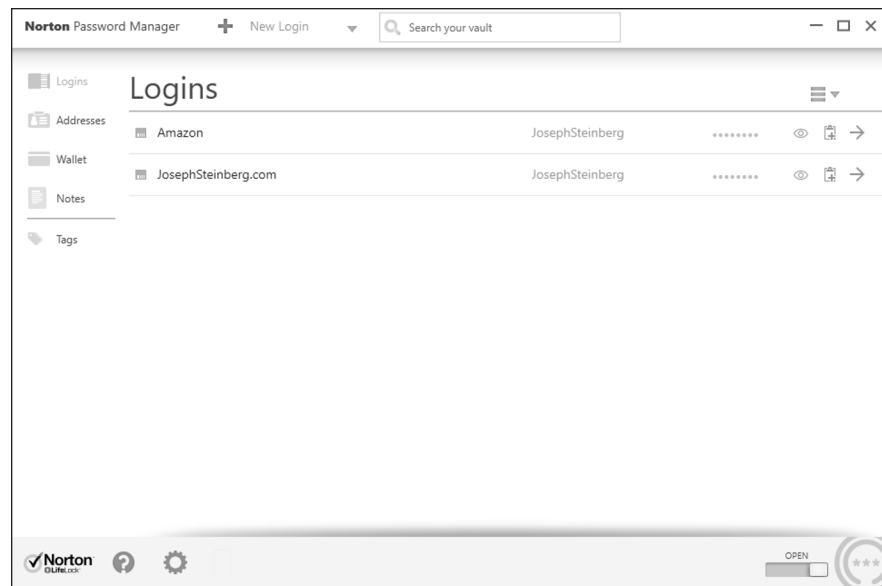 Norton Password Manager New Login Search your vault
Logins
Addresses
Wallet
Notes
Tags
Logins
Amazon JosephSteinberg ••••••••
JosephSteinberg.com JosephSteinberg ••••••••
Norton
LifeLock
OPEN
***